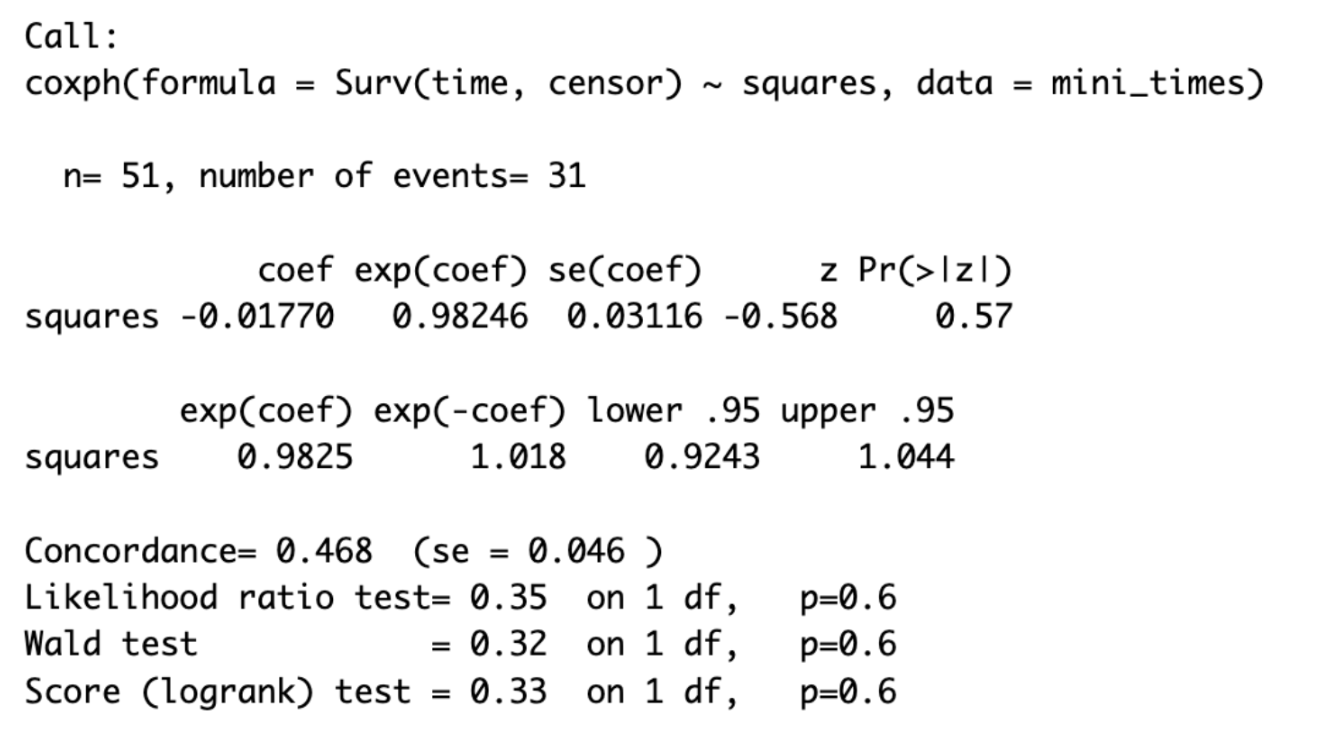 Call:
coxph(formula = Surv(time, censor) ~ squares, data = mini_times)
n= 51, number of events= 31
coef exp(coef) se(coef) z Pr(>|z|)
squares -0.01770 0.98246 0.03116 -0.568 0.57
exp(coef) exp(-coef) lower .95 upper .95
squares 0.9825 1.018 0.9243 1.044
Concordance= 0.468 (se = 0.046 )
Likelihood ratio test= 0.35 on 1 df, p=0.6
Wald test = 0.32 on 1 df, p=0.6
Score (logrank) test = 0.33 on 1 df, p=0.6